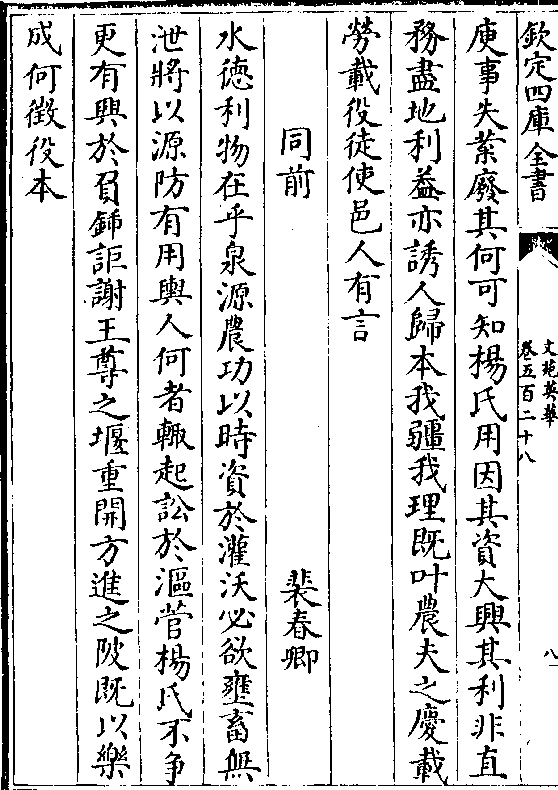 欽定四庫全書
文苑英華
卷五百二十八
八
庾事失業廢其何可知楊氏用因其資大興其利非直
務盡地利益亦誘人歸本我疆我理既叶農夫之慶載
勞載役徒使邑人有言
同前 裴春卿
水德利物在乎泉源農功以時資於灌沃必欲壅畜無
泄將以源防有用輿人何者輙起訟於漚菅楊氏不争
更有興於負鍤詎謝王尊之堰重開方進之陂既以樂
成何徵役本